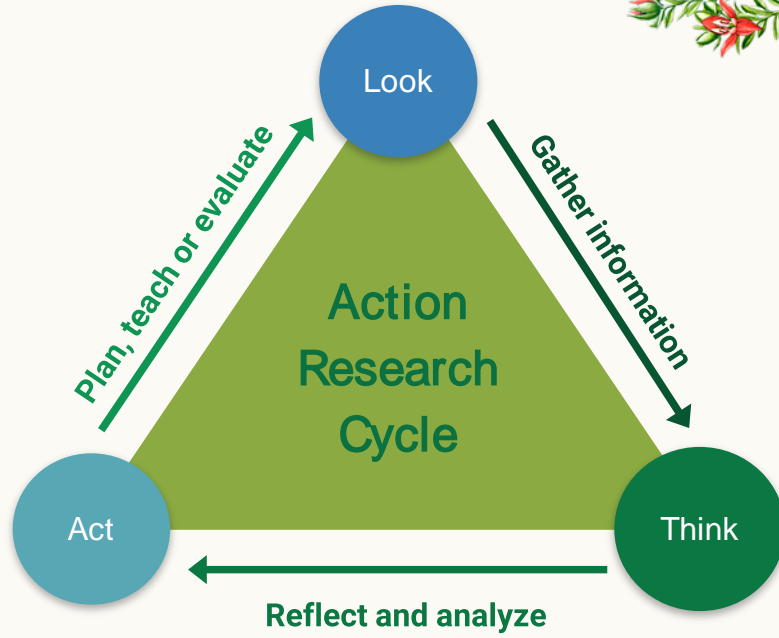 Look
Gather information
Plan, teach or evaluate
Action
Research
Cycle
Act
Think
Reflect and analyze